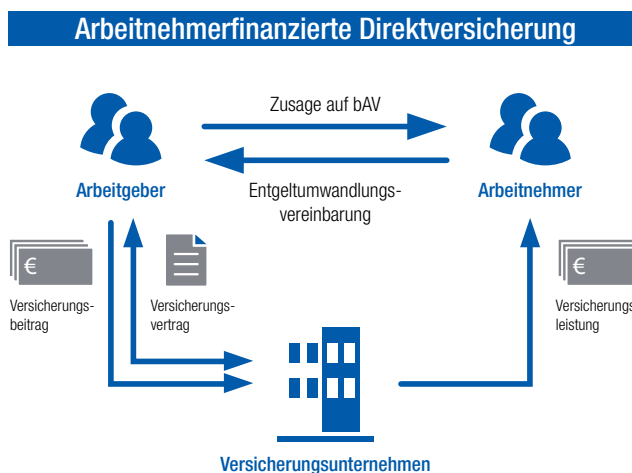 Arbeitnehmerfinanzierte Direktversicherung
Zusage auf bAV
Arbeitgeber
Entgeltumwandlungs-
vereinbarung
Arbeitnehmer
€
Versicherungs-
beitrag
Versicherungs-
vertrag
€
Versicherungs
leistung
Versicherungsunternehmen